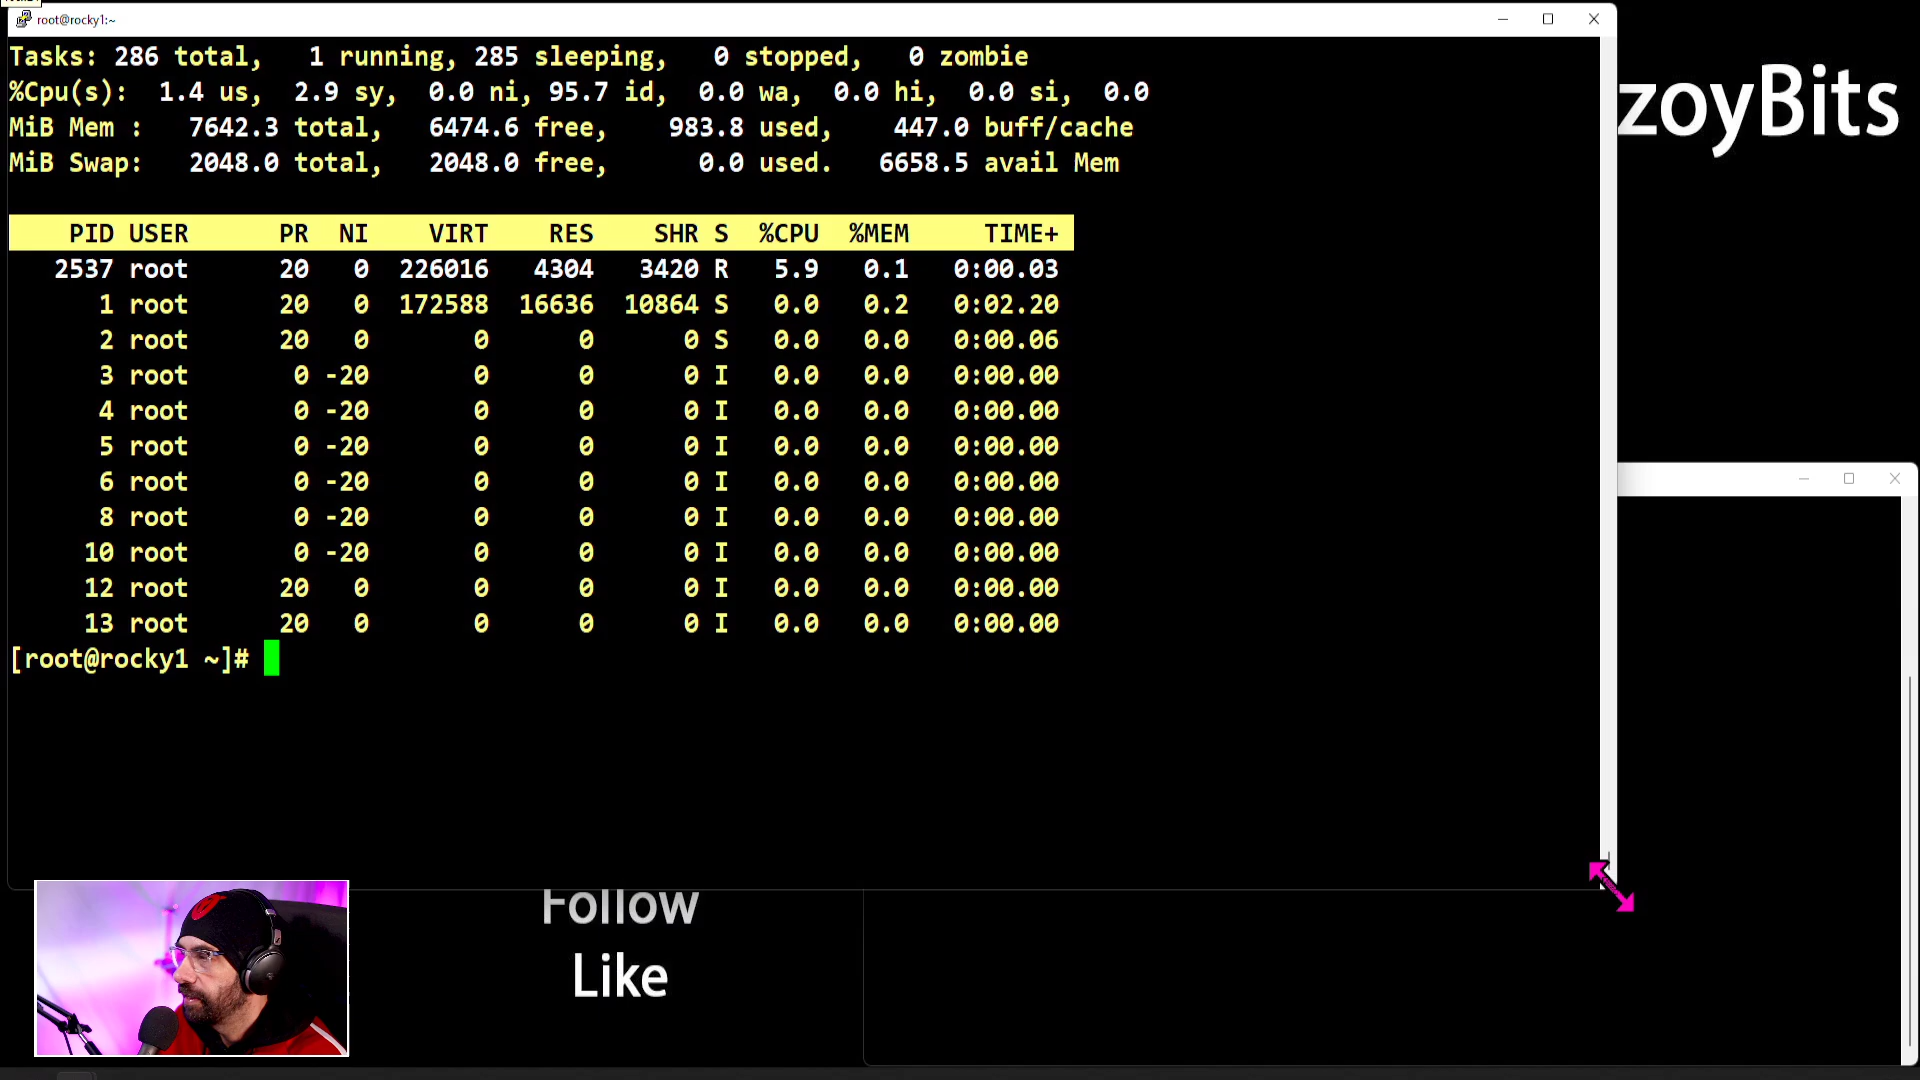 root@rocky1:~
Tasks: 286 total,   1 running, 285 sleeping,   0 stopped,   0 zombie
%Cpu(s):  1.4 us,  2.9 sy,  0.0 ni, 95.7 id,  0.0 wa,  0.0 hi,  0.0 si,  0.0
MiB Mem :   7642.3 total,   6474.6 free,    983.8 used,    447.0 buff/cache
MiB Swap:   2048.0 total,   2048.0 free,      0.0 used.   6658.5 avail Mem
PID USER      PR  NI    VIRT    RES    SHR S  %CPU  %MEM     TIME+
2537 root      20   0  226016   4304   3420 R   5.9   0.1   0:00.03
1 root      20   0  172588  16636  10864 S   0.0   0.2   0:02.20
2 root      20   0       0      0      0 S   0.0   0.0   0:00.06
3 root       0 -20       0      0      0 I   0.0   0.0   0:00.00
4 root       0 -20       0      0      0 I   0.0   0.0   0:00.00
5 root       0 -20       0      0      0 I   0.0   0.0   0:00.00
6 root       0 -20       0      0      0 I   0.0   0.0   0:00.00
8 root       0 -20       0      0      0 I   0.0   0.0   0:00.00
10 root       0 -20       0      0      0 I   0.0   0.0   0:00.00
12 root      20   0       0      0      0 I   0.0   0.0   0:00.00
13 root      20   0       0      0      0 I   0.0   0.0   0:00.00
[root@rocky1 ~]#
zoyBits
Follow
Like